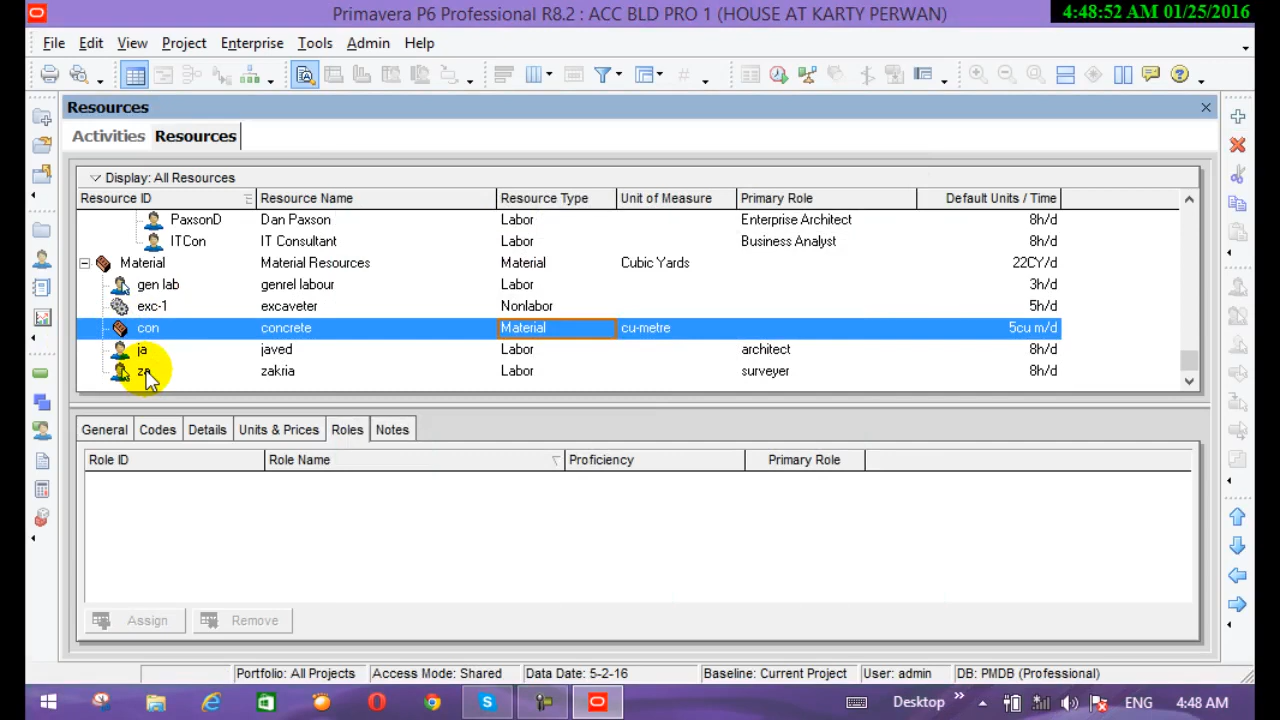 Primavera P6 Professional R8.2 : ACC BLD PRO 1 (HOUSE AT KARTY PERWAN)
4:48:52 AM 01/25/2016
File Edit View Project Enterprise Tools Admin Help
Resources
Activities Resources
Display: All Resources
Resource ID Resource Name Resource Type Unit of Measure Primary Role Default Units / Time
PaxsonD Dan Paxson Labor Enterprise Architect 8h/d
ITCon IT Consultant Labor Business Analyst 8h/d
Material Material Resources Material Cubic Yards 22CY/d
gen lab genrel labour Labor 3h/d
exc-1 excaveter Nonlabor 5h/d
con concrete Material cu-metre 5cu m/d
ja javed Labor architect 8h/d
za zakria Labor surveyer 8h/d
General Codes Details Units & Prices Roles Notes
Role ID Role Name Proficiency Primary Role
Assign Remove
Portfolio: All Projects Access Mode: Shared Data Date: 5-2-16 Baseline: Current Project User: admin DB: PMDB (Professional)
Desktop ENG 4:48 AM